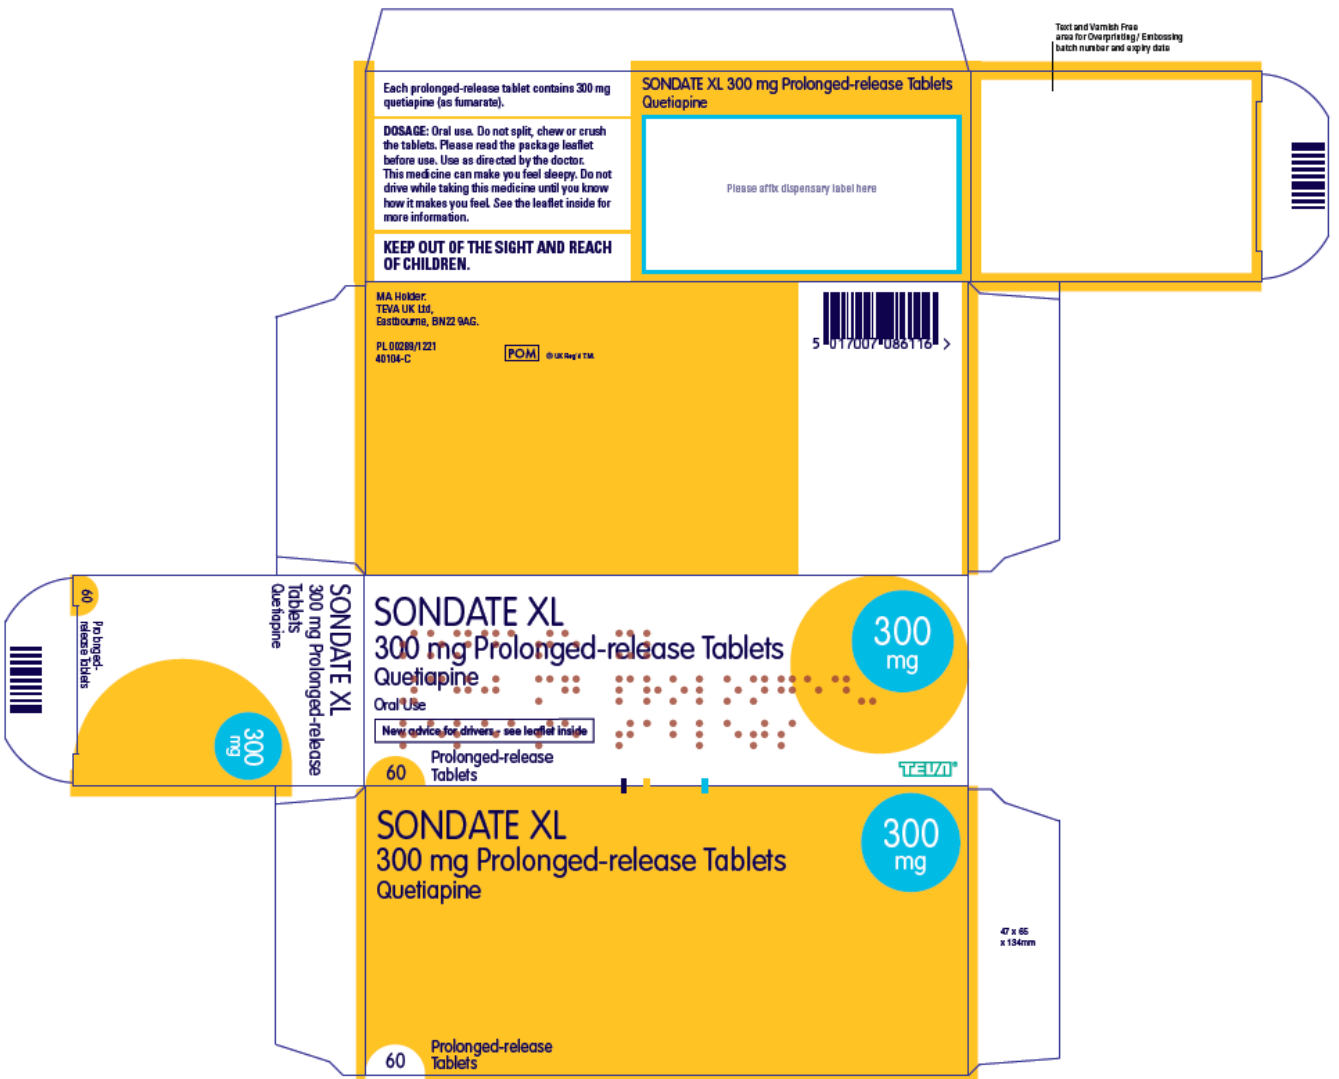 Text and Varnish Free
area for Overprinting / Embossing
batch number and expiry date
Each prolonged-release tablet contains 300 mg
quetiapine (as fumarate).
DOSAGE: Oral use. Do not split, chew or crush
the tablets. Please read the package leaflet
before use. Use as directed by the doctor.
This medicine can make you feel sleepy. Do not
drive while taking this medicine until you know
how it makes you feel. See the leaflet inside for
more information.
KEEP OUT OF THE SIGHT AND REACH
OF CHILDREN.
SONDATE XL 300 mg Prolonged-release Tablets
Quetiapine
Please affix dispensary label here
MA Holder:
TEVA UK Ltd,
Eastbourne, BN22 9AG.
PL 00289/1221
40104-C
POM
® UK Reg'd T.M.
5 017007 086116 >
60
Prolonged-
release Tablets
300
mg
SONDATE XL
300 mg Prolonged-release
Tablets
Quetiapine
SONDATE XL
300 mg Prolonged-release Tablets
Quetiapine
Oral Use
New advice for drivers - see leaflet inside
60
Prolonged-release
Tablets
300
mg
TEVA®
SONDATE XL
300 mg Prolonged-release Tablets
Quetiapine
300
mg
60
Prolonged-release
Tablets
47 x 65
x 134mm